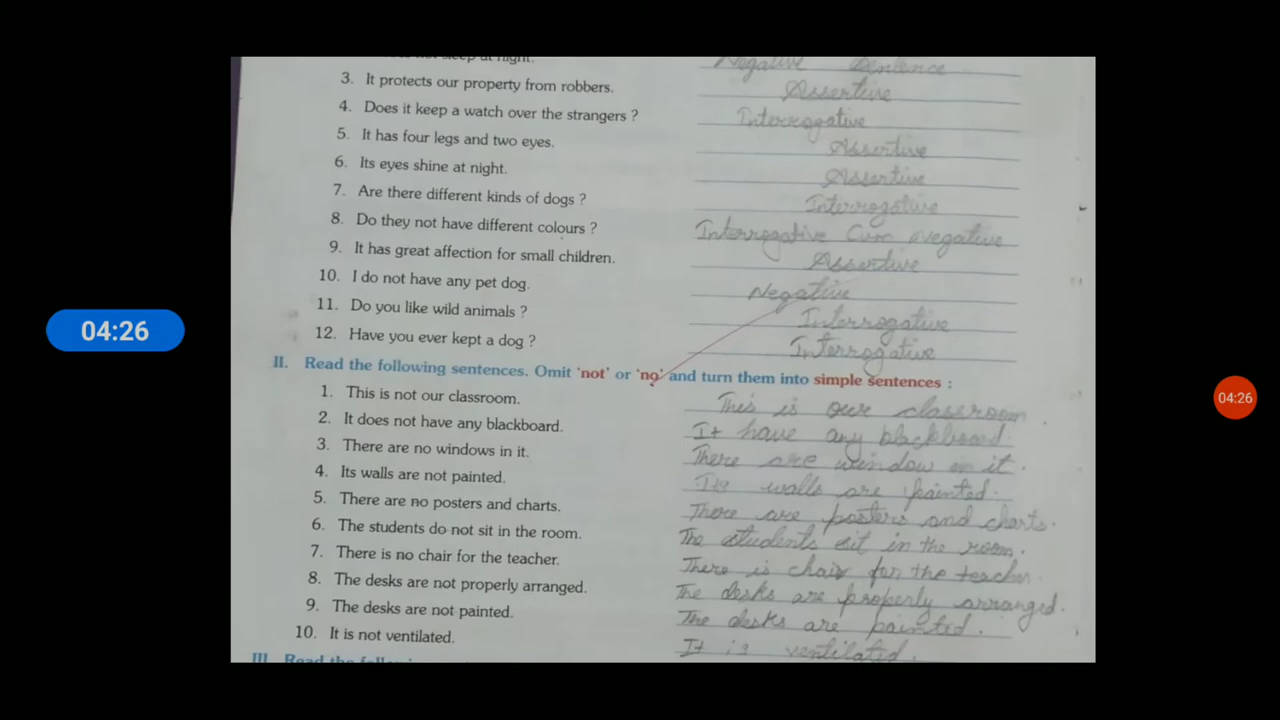 sleep at night. Negative Sentence
3. It protects our property from robbers. Assertive
4. Does it keep a watch over the strangers ? Interrogative
5. It has four legs and two eyes. Assertive
6. Its eyes shine at night. Assertive
7. Are there different kinds of dogs ? Interrogative
8. Do they not have different colours ? Interrogative Cum Negative
9. It has great affection for small children. Assertive
10. I do not have any pet dog. Negative
11. Do you like wild animals ? Interrogative
12. Have you ever kept a dog ? Interrogative
04:26
04:26
II. Read the following sentences. Omit 'not' or 'no' and turn them into simple sentences :
1. This is not our classroom. This is our classroom.
2. It does not have any blackboard. It have any blackboard.
3. There are no windows in it. There are window in it.
4. Its walls are not painted. Its walls are painted.
5. There are no posters and charts. There are posters and charts.
6. The students do not sit in the room. The students sit in the room.
7. There is no chair for the teacher. There is chair for the teacher.
8. The desks are not properly arranged. The desks are properly arranged.
9. The desks are not painted. The desks are painted.
10. It is not ventilated. It is ventilated.
III. Read the